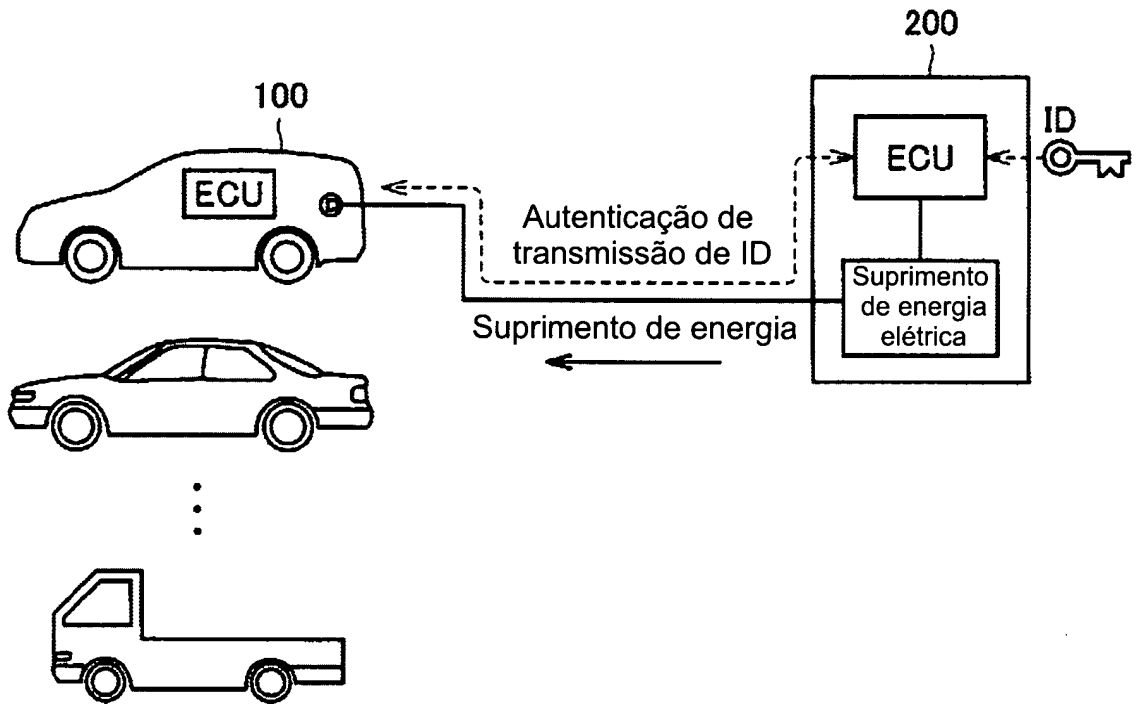 200
100
ID
ECU
ECU
Autenticação de
transmissão de ID
Suprimento
de energia
elétrica
Suprimento de energia